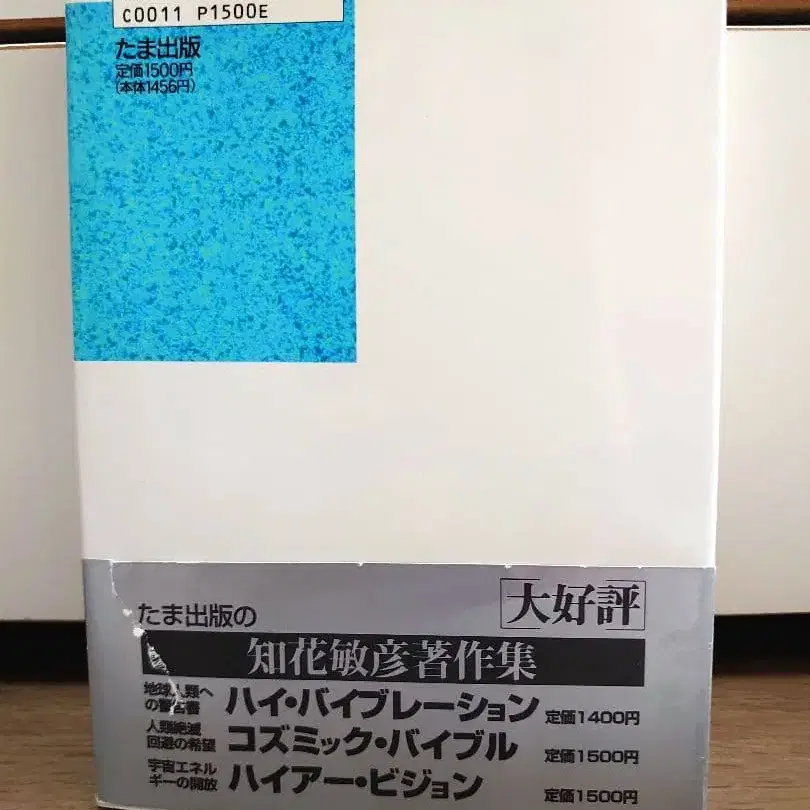 C0011 P1500E
たま出版
定価1500円
(本体1456円)
たま出版の
[大好評]
知花敏彦著作集
地球人類へ
の警告書
ハイ・バイブレーション 定価1400円
人類絶滅
回避の希望
コズミック・バイブル 定価1500円
宇宙エネル
ギーの開放
ハイアー・ビジョン 定価1500円